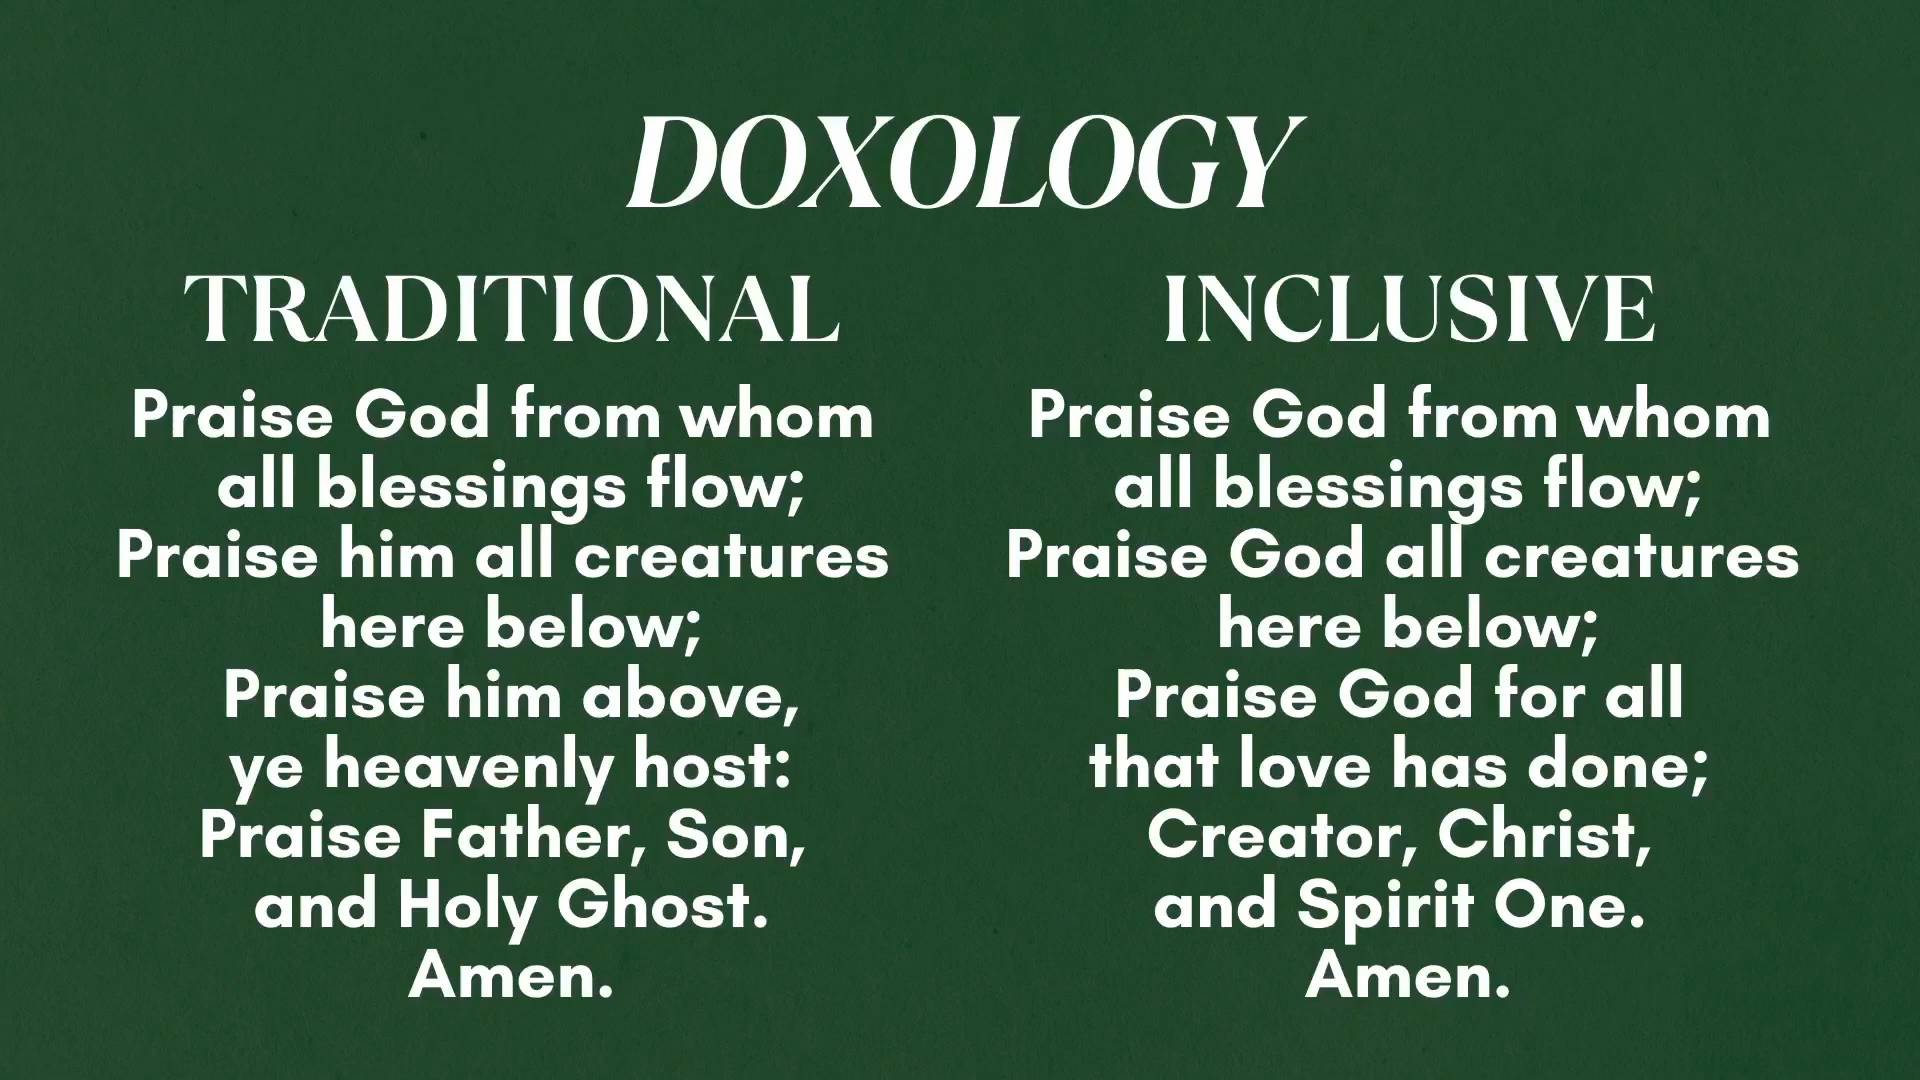 DOXOLOGY
TRADITIONAL
Praise God from whom
all blessings flow;
Praise him all creatures
here below;
Praise him above,
ye heavenly host:
Praise Father, Son,
and Holy Ghost.
Amen.
INCLUSIVE
Praise God from whom
all blessings flow;
Praise God all creatures
here below;
Praise God for all
that love has done;
Creator, Christ,
and Spirit One.
Amen.